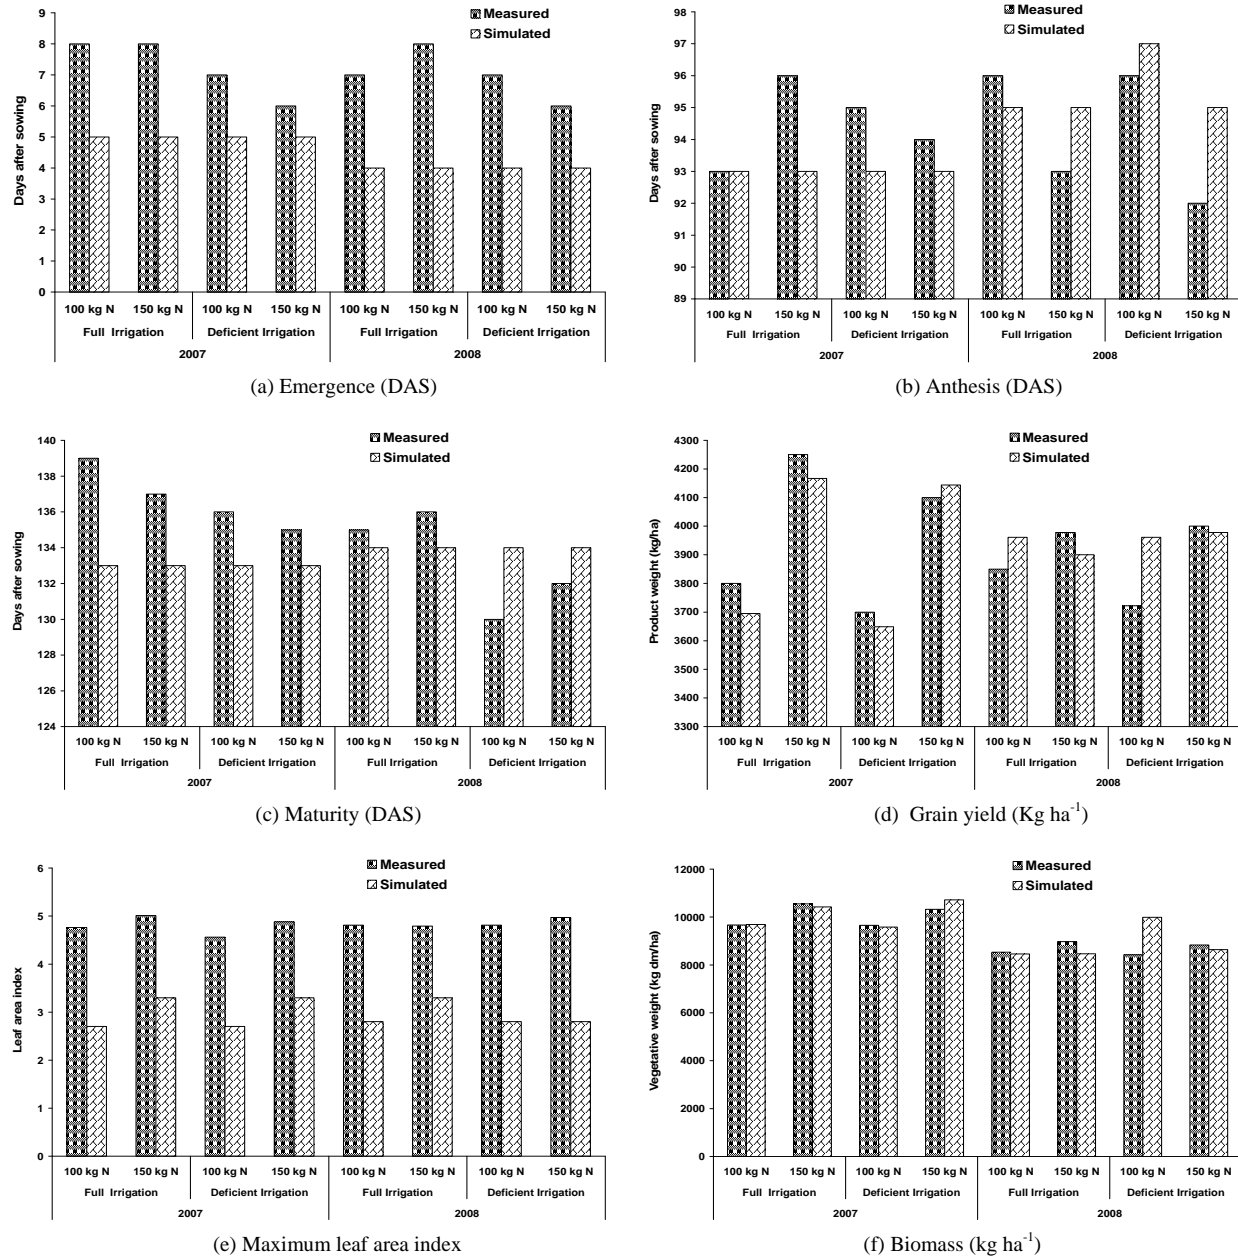 Measured
Simulated
Days after sowing
9
8
7
6
5
4
3
2
1
0
100 kg N 150 kg N 100 kg N 150 kg N 100 kg N 150 kg N 100 kg N 150 kg N
Full Irrigation Deficient Irrigation Full Irrigation Deficient Irrigation
2007 2008
(a) Emergence (DAS)
Measured
Simulated
Days after sowing
98
97
96
95
94
93
92
91
90
89
100 kg N 150 kg N 100 kg N 150 kg N 100 kg N 150 kg N 100 kg N 150 kg N
Full Irrigation Deficient Irrigation Full Irrigation Deficient Irrigation
2007 2008
(b) Anthesis (DAS)
Measured
Simulated
Days after sowing
140
138
136
134
132
130
128
126
124
100 kg N 150 kg N 100 kg N 150 kg N 100 kg N 150 kg N 100 kg N 150 kg N
Full Irrigation Deficient Irrigation Full Irrigation Deficient Irrigation
2007 2008
(c) Maturity (DAS)
Measured
Simulated
Product weight (kg/ha)
4300
4200
4100
4000
3900
3800
3700
3600
3500
3400
3300
100 kg N 150 kg N 100 kg N 150 kg N 100 kg N 150 kg N 100 kg N 150 kg N
Full Irrigation Deficient Irrigation Full Irrigation Deficient Irrigation
2007 2008
(d) Grain yield (Kg ha-1)
Measured
Simulated
Leaf area index
6
5
4
3
2
1
0
100 kg N 150 kg N 100 kg N 150 kg N 100 kg N 150 kg N 100 kg N 150 kg N
Full Irrigation Deficient Irrigation Full Irrigation Deficient Irrigation
2007 2008
(e) Maximum leaf area index
Measured
Simulated
Vegetative weight (kg dm/ha)
12000
10000
8000
6000
4000
2000
0
100 kg N 150 kg N 100 kg N 150 kg N 100 kg N 150 kg N 100 kg N 150 kg N
Full Irrigation Deficient Irrigation Full Irrigation Deficient Irrigation
2007 2008
(f) Biomass (kg ha-1)